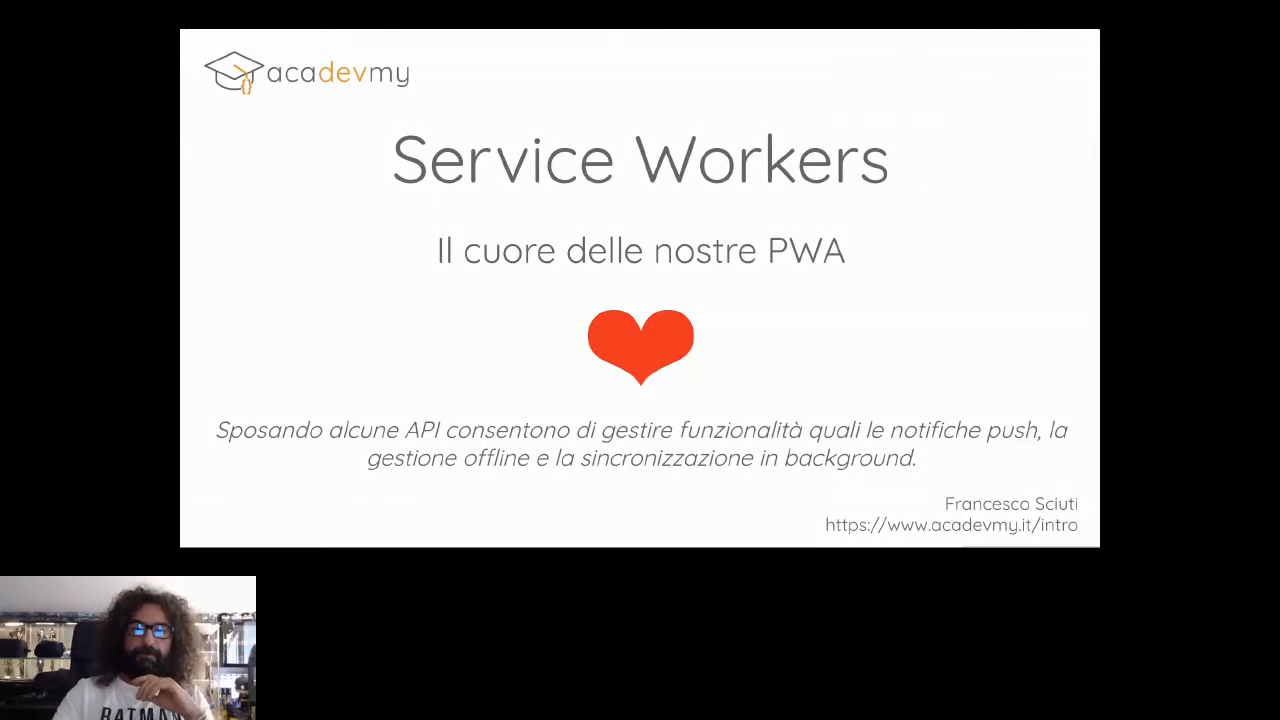 acadevmy
Service Workers
Il cuore delle nostre PWA
Sposando alcune API consentono di gestire funzionalità quali le notifiche push, la
gestione offline e la sincronizzazione in background.
Francesco Sciuti
https://www.acadevmy.it/intro
BATMAN